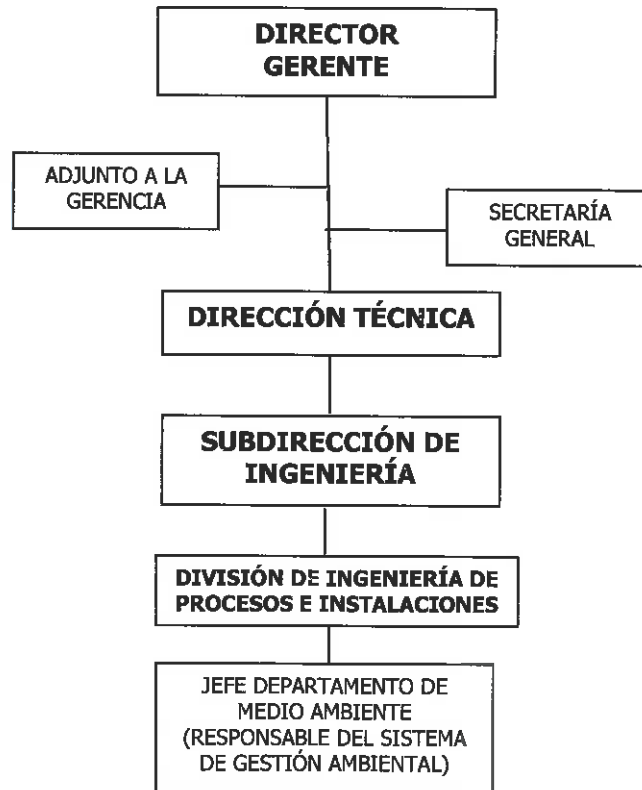 DIRECTOR
GERENTE
ADJUNTO A LA
GERENCIA
SECRETARÍA
GENERAL
DIRECCIÓN TÉCNICA
SUBDIRECCIÓN DE
INGENIERÍA
DIVISIÓN DE INGENIERÍA DE
PROCESOS E INSTALACIONES
JEFE DEPARTAMENTO DE
MEDIO AMBIENTE
(RESPONSABLE DEL SISTEMA
DE GESTIÓN AMBIENTAL)